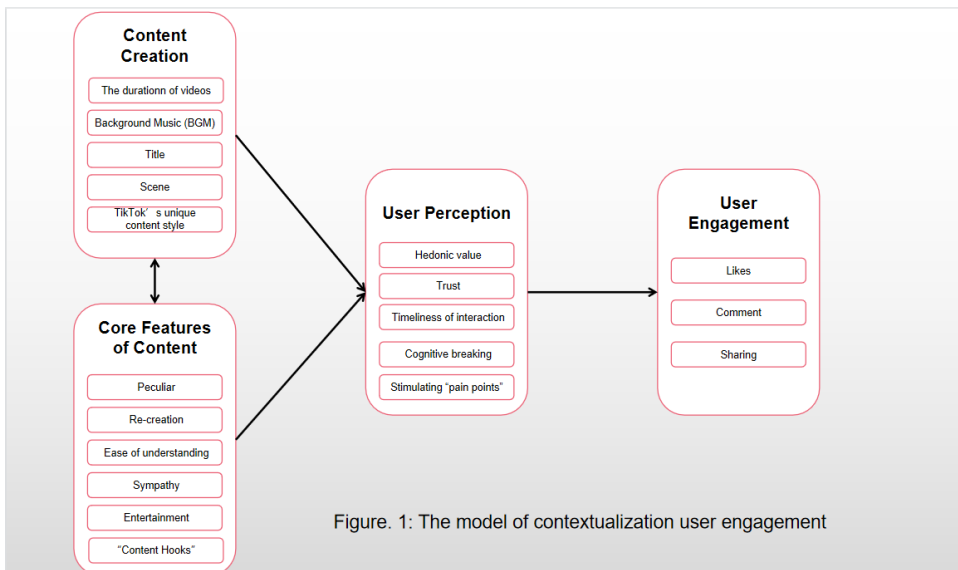 Content
Creation
The durationn of videos
Background Music (BGM)
Title
Scene
TikTok′s unique
content style
Core Features
of Content
Peculiar
Re-creation
Ease of understanding
Sympathy
Entertainment
“Content Hooks”
User Perception
Hedonic value
Trust
Timeliness of interaction
Cognitive breaking
Stimulating “pain points”
User
Engagement
Likes
Comment
Sharing
Figure. 1: The model of contextualization user engagement